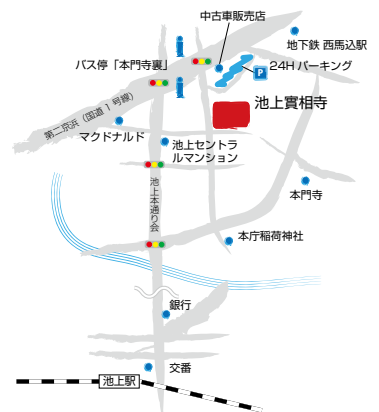 中古車販売店
地下鉄 西馬込駅
バス停「本門寺裏」
24H パーキング
P
池上實相寺
第二京浜（国道1号線）
マクドナルド
池上セントラ
ルマンション
池上本通り会
本門寺
本庁稲荷神社
銀行
交番
池上駅